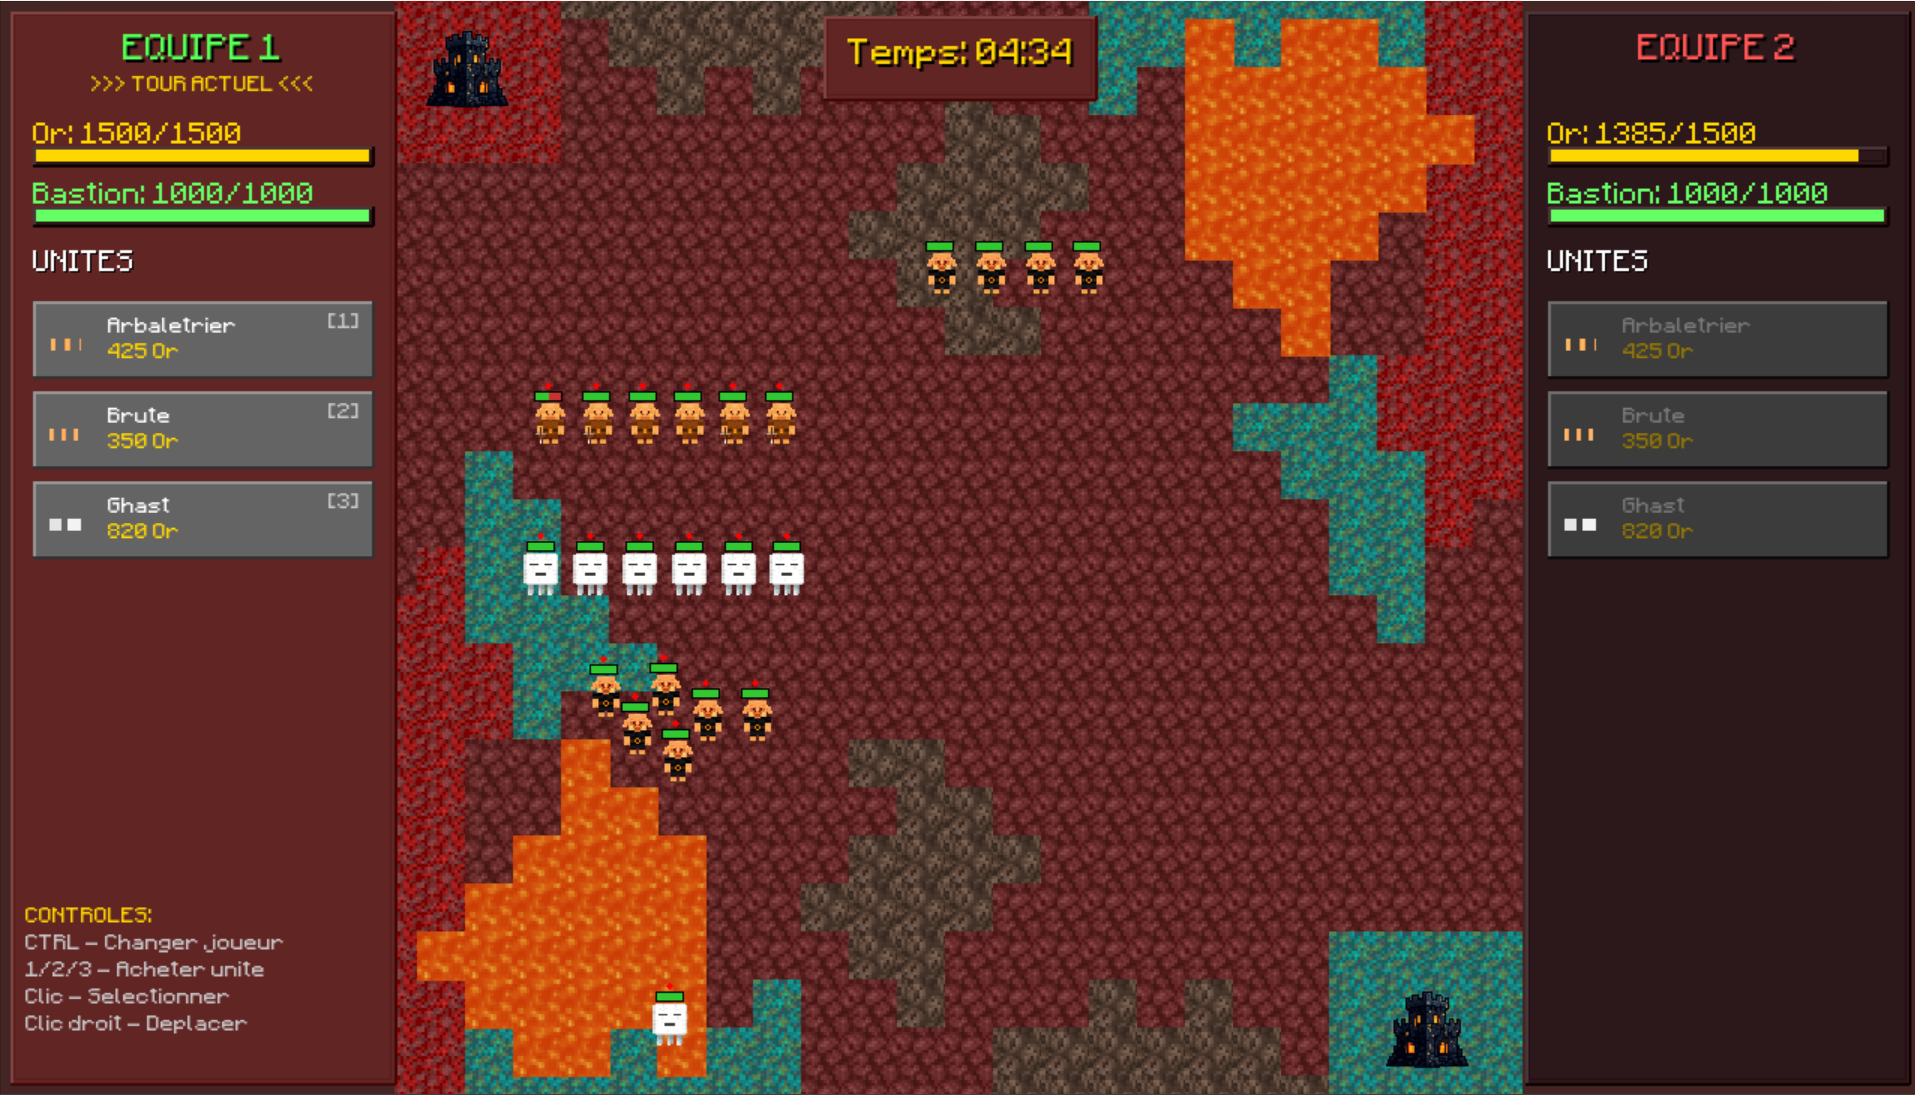 EQUIPE 1
>>> TOUR ACTUEL <<<
Or: 1500/1500
Bastion: 1000/1000
UNITES
Arbaletrier [1]
425 Or
Brute [2]
350 Or
Ghast [3]
820 Or
CONTROLES:
CTRL - Changer joueur
1/2/3 - Acheter unite
Clic - Selectionner
Clic droit - Deplacer
Temps: 04:34
EQUIPE 2
Or: 1385/1500
Bastion: 1000/1000
UNITES
Arbaletrier
425 Or
Brute
350 Or
Ghast
820 Or